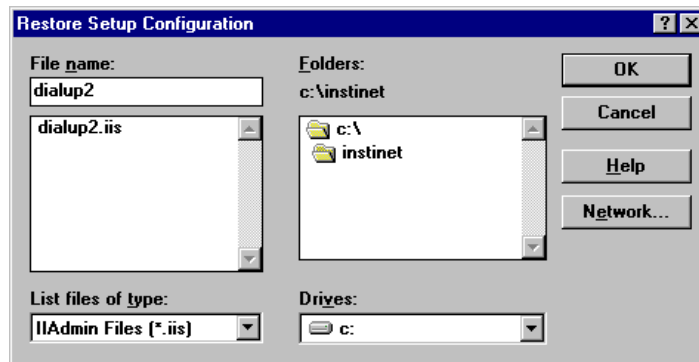 Restore Setup Configuration
File name:
dialup2
dialup2.iis
Folders:
c:\instinet
c:\
instinet
OK
Cancel
Help
Network...
List files of type:
IIAdmin Files (*.iis)
Drives:
c: